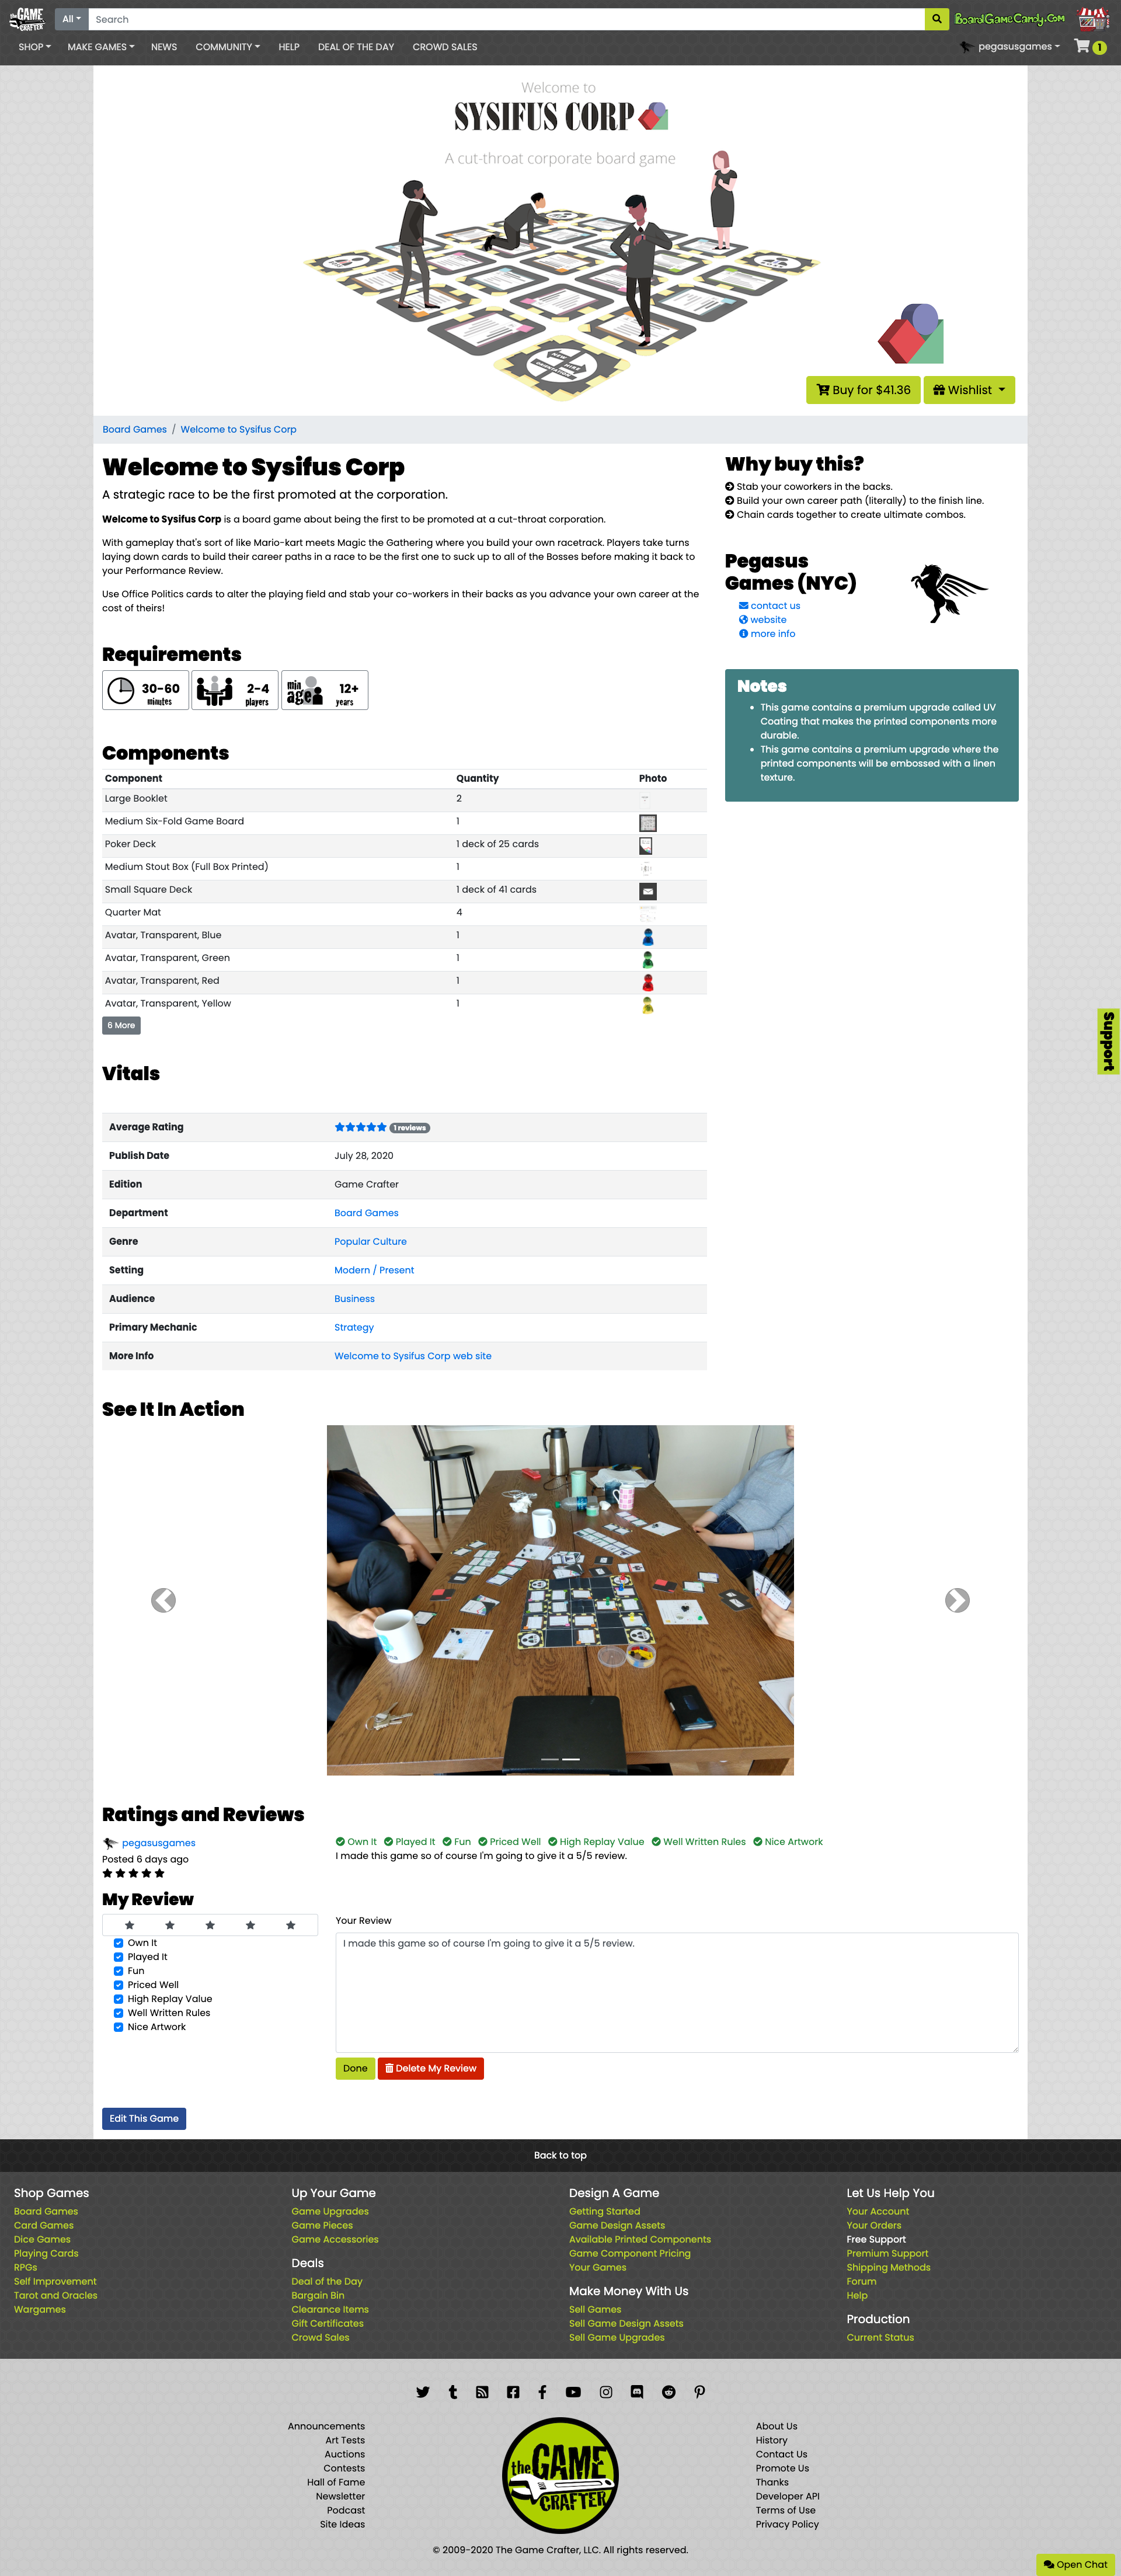 the GAME CRAFTER
All
Search
BoardGameCandy.Com
SHOP
MAKE GAMES
NEWS
COMMUNITY
HELP
DEAL OF THE DAY
CROWD SALES
pegasusgames
1
Welcome to
SYSIFUS CORP
A cut-throat corporate board game
Buy for $41.36
Wishlist
Board Games / Welcome to Sysifus Corp
Welcome to Sysifus Corp
A strategic race to be the first promoted at the corporation.
Welcome to Sysifus Corp is a board game about being the first to be promoted at a cut-throat corporation.
With gameplay that's sort of like Mario-kart meets Magic the Gathering where you build your own racetrack. Players take turns
laying down cards to build their career paths in a race to be the first one to suck up to all of the Bosses before making it back to
your Performance Review.
Use Office Politics cards to alter the playing field and stab your co-workers in their backs as you advance your own career at the
cost of theirs!
Why buy this?
Stab your coworkers in the backs.
Build your own career path (literally) to the finish line.
Chain cards together to create ultimate combos.
Pegasus
Games (NYC)
contact us
website
more info
Notes
This game contains a premium upgrade called UV
Coating that makes the printed components more
durable.
This game contains a premium upgrade where the
printed components will be embossed with a linen
texture.
Requirements
30-60
minutes
2-4
players
min
age
12+
years
Components
Component Quantity Photo
Large Booklet 2
Medium Six-Fold Game Board 1
Poker Deck 1 deck of 25 cards
Medium Stout Box (Full Box Printed) 1
Small Square Deck 1 deck of 41 cards
Quarter Mat 4
Avatar, Transparent, Blue 1
Avatar, Transparent, Green 1
Avatar, Transparent, Red 1
Avatar, Transparent, Yellow 1
6 More
Support
Vitals
Average Rating 1 reviews
Publish Date July 28, 2020
Edition Game Crafter
Department Board Games
Genre Popular Culture
Setting Modern / Present
Audience Business
Primary Mechanic Strategy
More Info Welcome to Sysifus Corp web site
See It In Action
Ratings and Reviews
pegasusgames
Posted 6 days ago
Own It Played It Fun Priced Well High Replay Value Well Written Rules Nice Artwork
I made this game so of course I'm going to give it a 5/5 review.
My Review
Own It
Played It
Fun
Priced Well
High Replay Value
Well Written Rules
Nice Artwork
Your Review
I made this game so of course I'm going to give it a 5/5 review.
Done
Delete My Review
Edit This Game
Back to top
Shop Games
Board Games
Card Games
Dice Games
Playing Cards
RPGs
Self Improvement
Tarot and Oracles
Wargames
Up Your Game
Game Upgrades
Game Pieces
Game Accessories
Deals
Deal of the Day
Bargain Bin
Clearance Items
Gift Certificates
Crowd Sales
Design A Game
Getting Started
Game Design Assets
Available Printed Components
Game Component Pricing
Your Games
Make Money With Us
Sell Games
Sell Game Design Assets
Sell Game Upgrades
Let Us Help You
Your Account
Your Orders
Free Support
Premium Support
Shipping Methods
Forum
Help
Production
Current Status
Announcements
Art Tests
Auctions
Contests
Hall of Fame
Newsletter
Podcast
Site Ideas
the GAME CRAFTER
About Us
History
Contact Us
Promote Us
Thanks
Developer API
Terms of Use
Privacy Policy
© 2009-2020 The Game Crafter, LLC. All rights reserved.
Open Chat